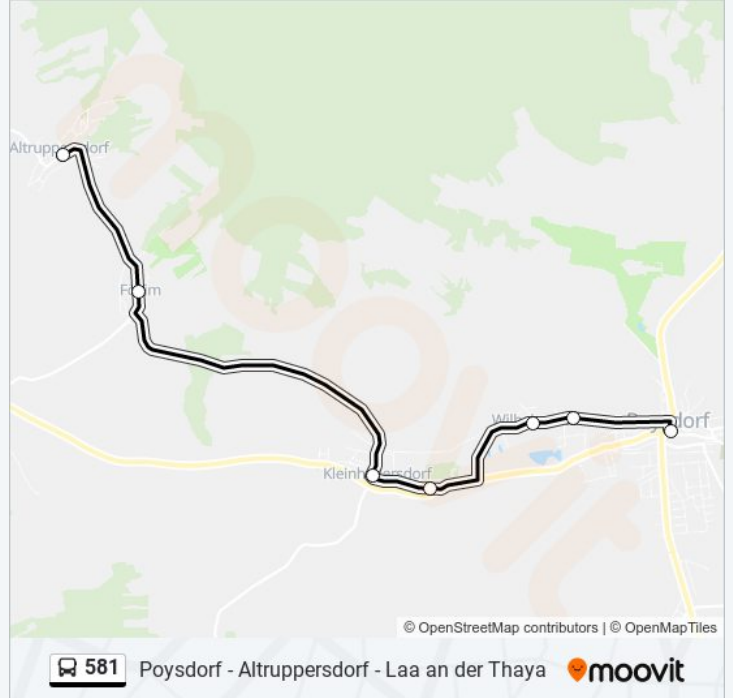 Altruppersdorf
Poysdorf
Kleinhadersdorf
© OpenStreetMap contributors | © OpenMapTiles
581 Poysdorf - Altruppersdorf - Laa an der Thaya moovit